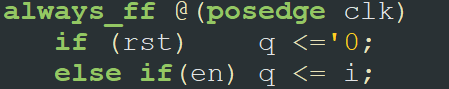 always_ff @(posedge clk)
   if (rst)    q <='0;
   else if(en) q <= i;